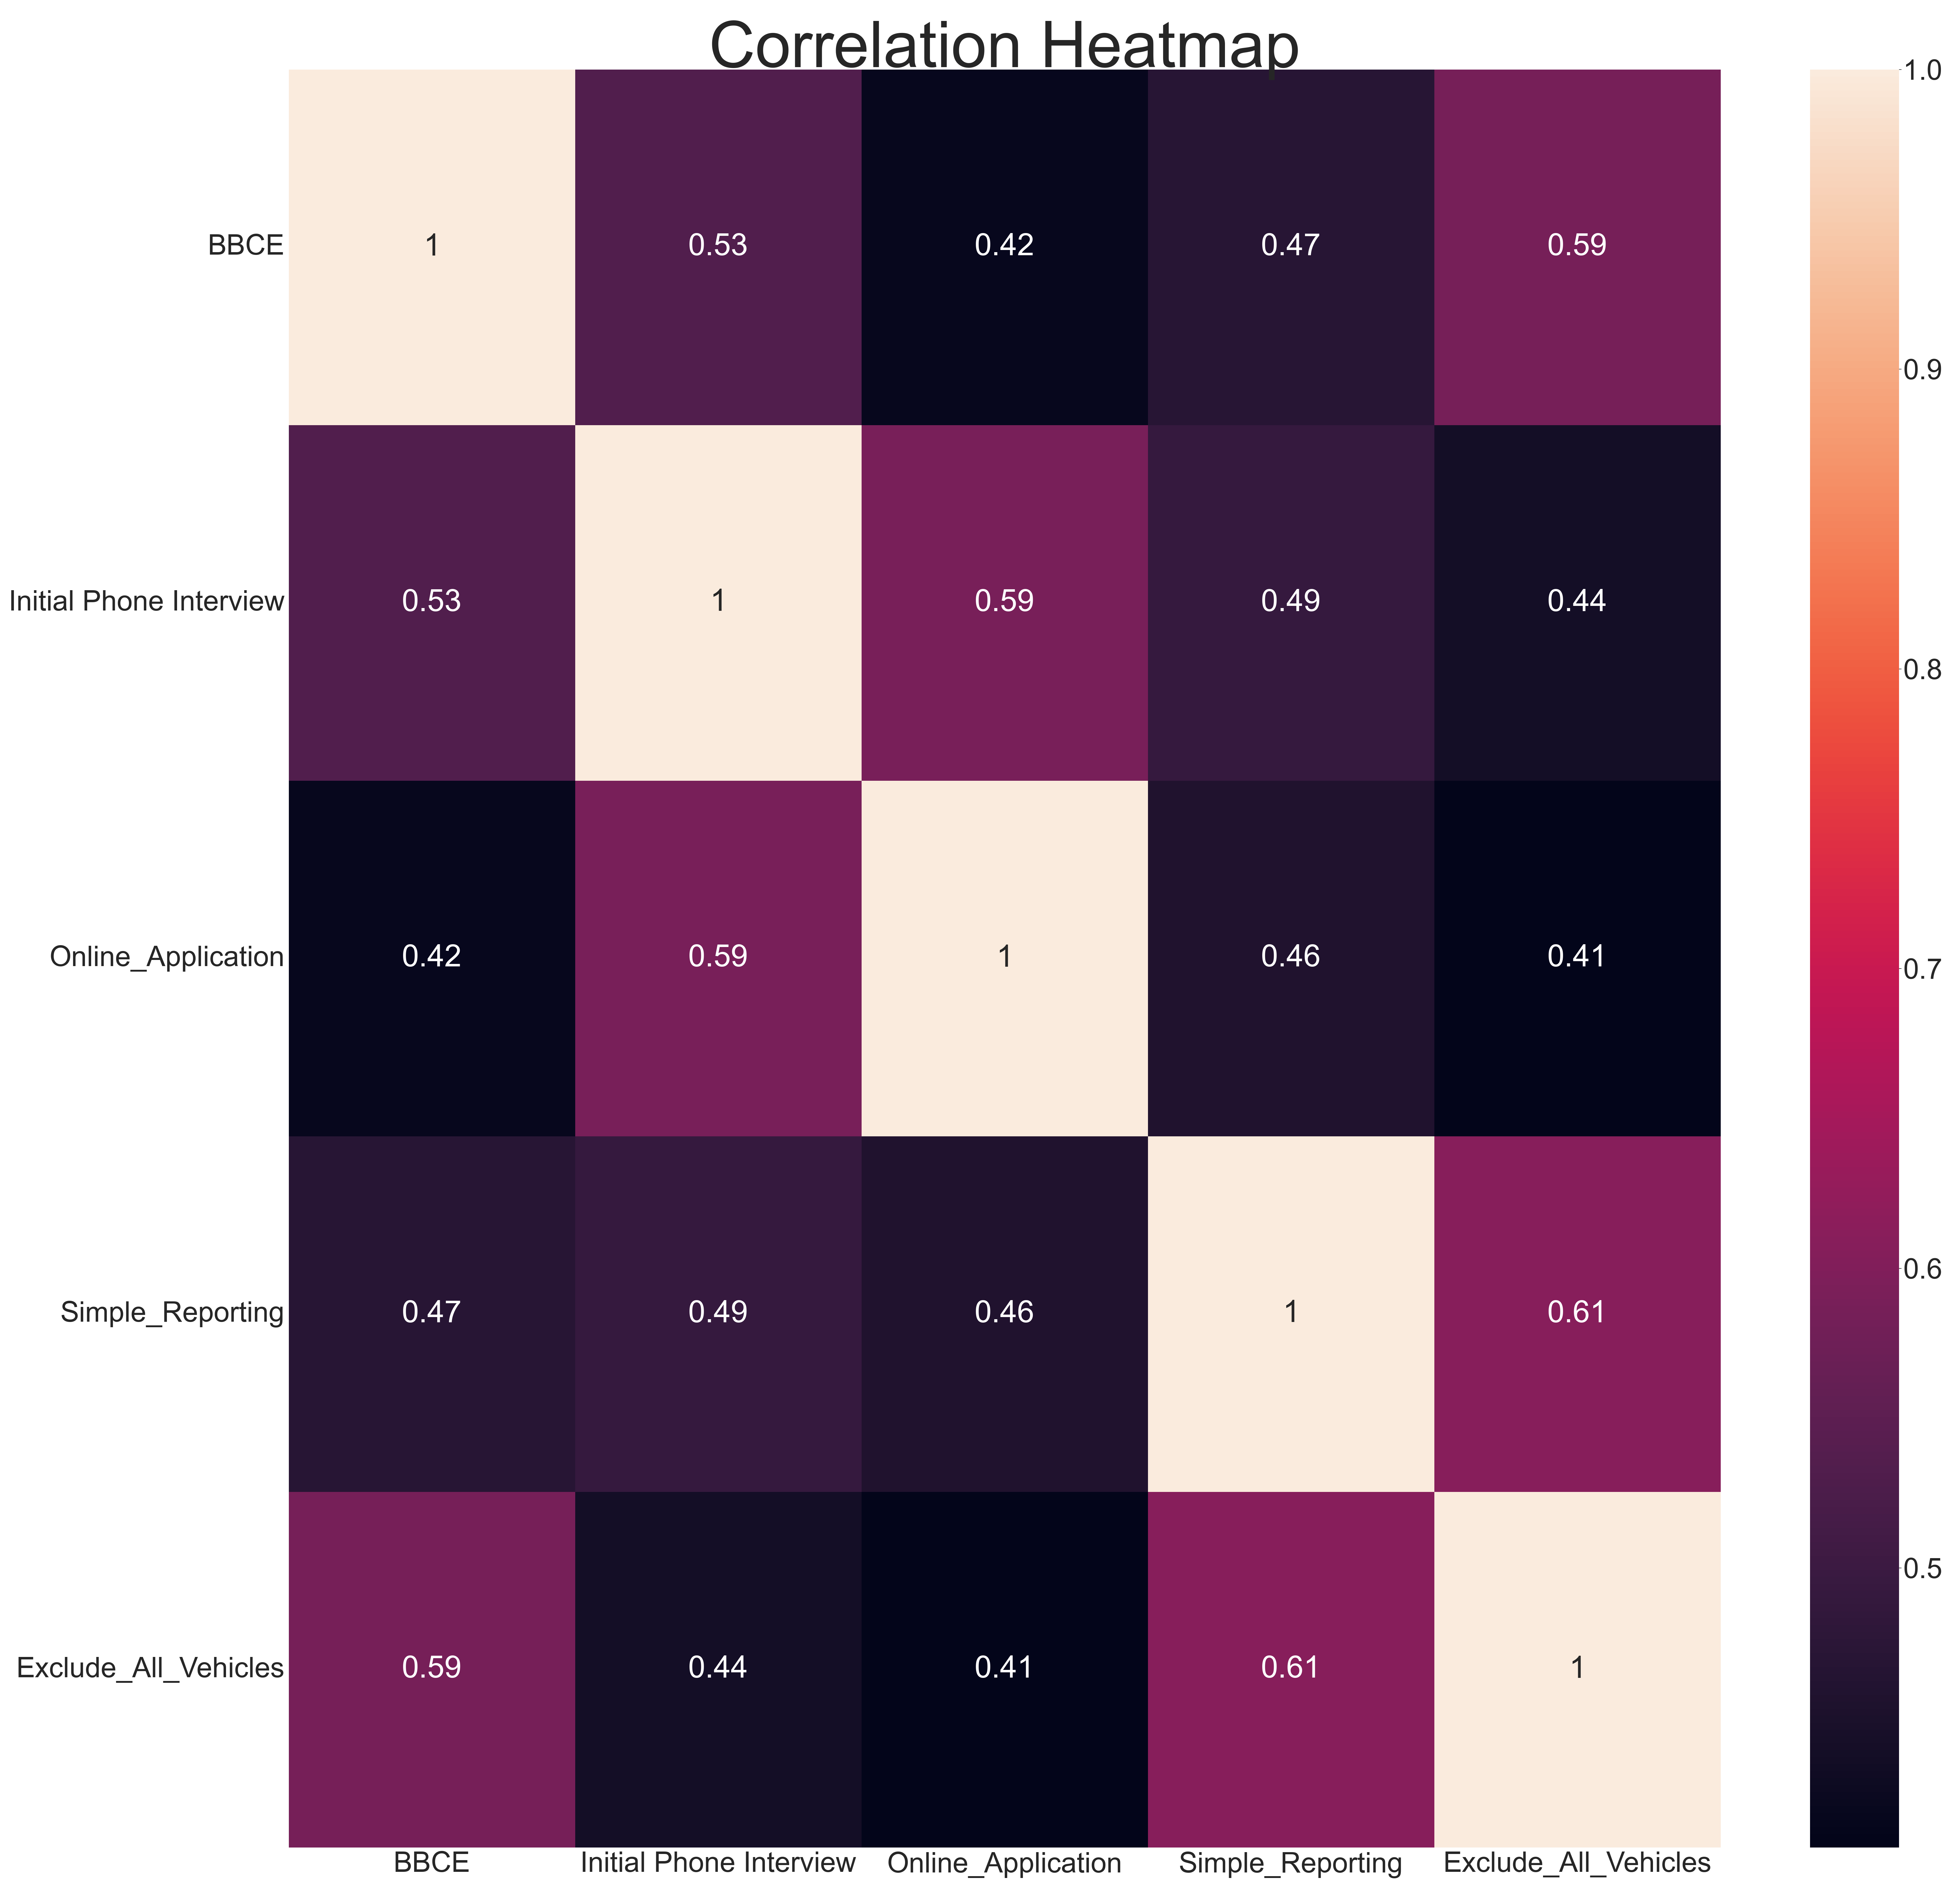 Correlation Heatmap
1.0
BBCE 1 0.53 0.42 0.47 0.59
0.9
Initial Phone Interview 0.53 1 0.59 0.49 0.44
0.8
Online_Application 0.42 0.59 1 0.46 0.41
0.7
Simple_Reporting 0.47 0.49 0.46 1 0.61
0.6
0.5
Exclude_All_Vehicles 0.59 0.44 0.41 0.61 1
BBCE Initial Phone Interview Online_Application Simple_Reporting Exclude_All_Vehicles